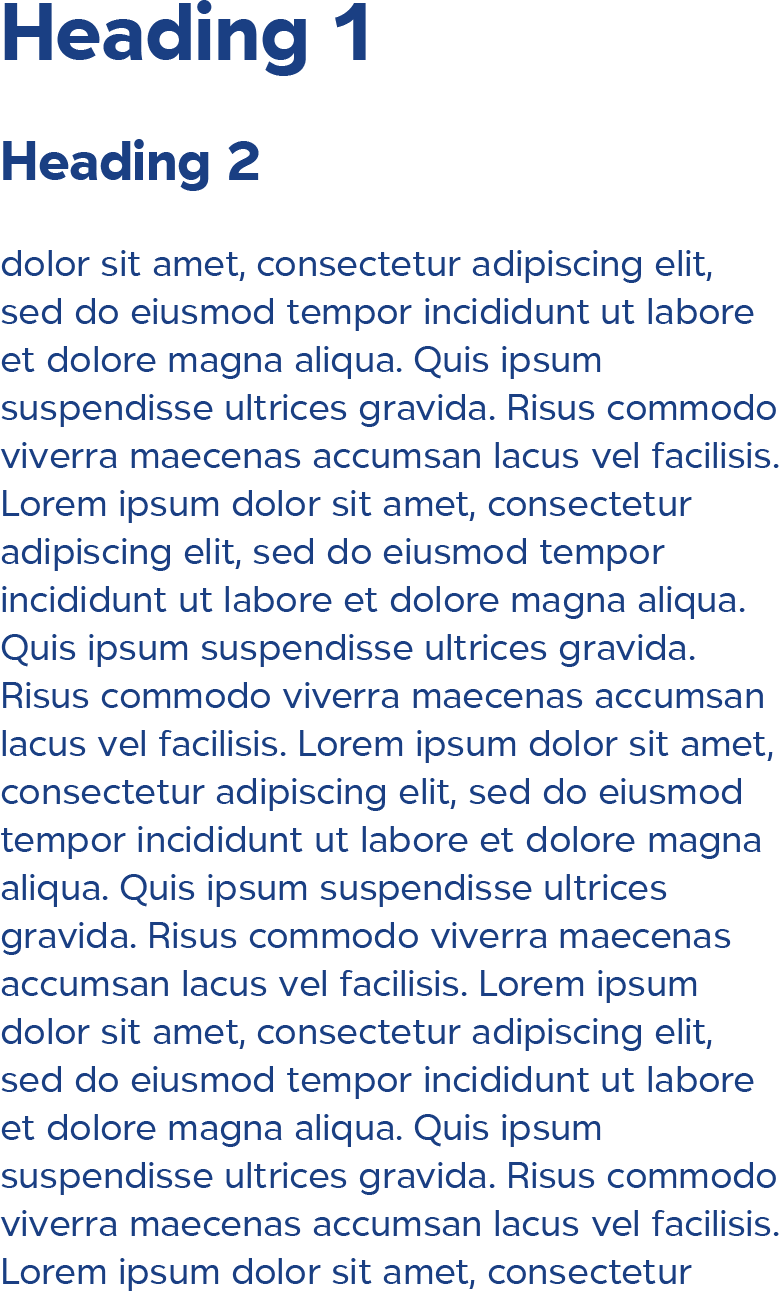 Heading 1
Heading 2
dolor sit amet, consectetur adipiscing elit,
sed do eiusmod tempor incididunt ut labore
et dolore magna aliqua. Quis ipsum
suspendisse ultrices gravida. Risus commodo
viverra maecenas accumsan lacus vel facilisis.
Lorem ipsum dolor sit amet, consectetur
adipiscing elit, sed do eiusmod tempor
incididunt ut labore et dolore magna aliqua.
Quis ipsum suspendisse ultrices gravida.
Risus commodo viverra maecenas accumsan
lacus vel facilisis. Lorem ipsum dolor sit amet,
consectetur adipiscing elit, sed do eiusmod
tempor incididunt ut labore et dolore magna
aliqua. Quis ipsum suspendisse ultrices
gravida. Risus commodo viverra maecenas
accumsan lacus vel facilisis. Lorem ipsum
dolor sit amet, consectetur adipiscing elit,
sed do eiusmod tempor incididunt ut labore
et dolore magna aliqua. Quis ipsum
suspendisse ultrices gravida. Risus commodo
viverra maecenas accumsan lacus vel facilisis.
Lorem ipsum dolor sit amet, consectetur